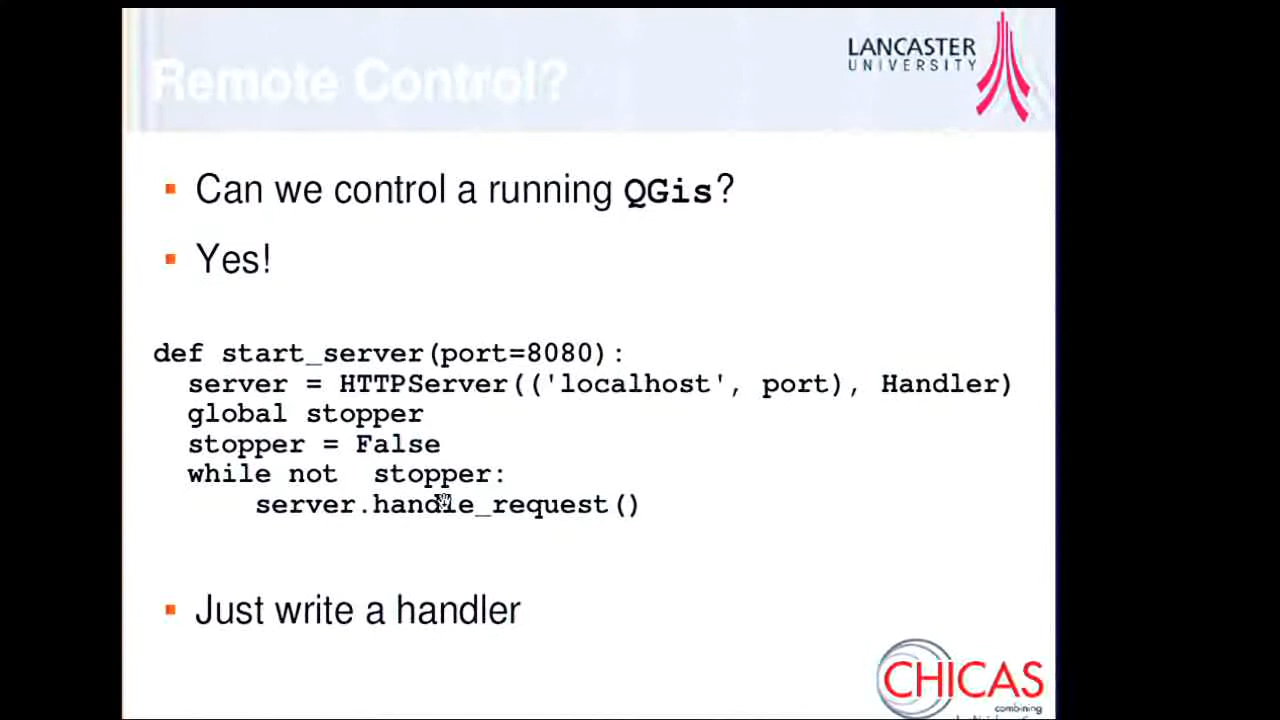 Remote Control?
LANCASTER
UNIVERSITY
Can we control a running QGis?
Yes!
def start_server(port=8080):
server = HTTPServer(('localhost', port), Handler)
global stopper
stopper = False
while not stopper:
server.handle_request()
Just write a handler
CHICAS
combining